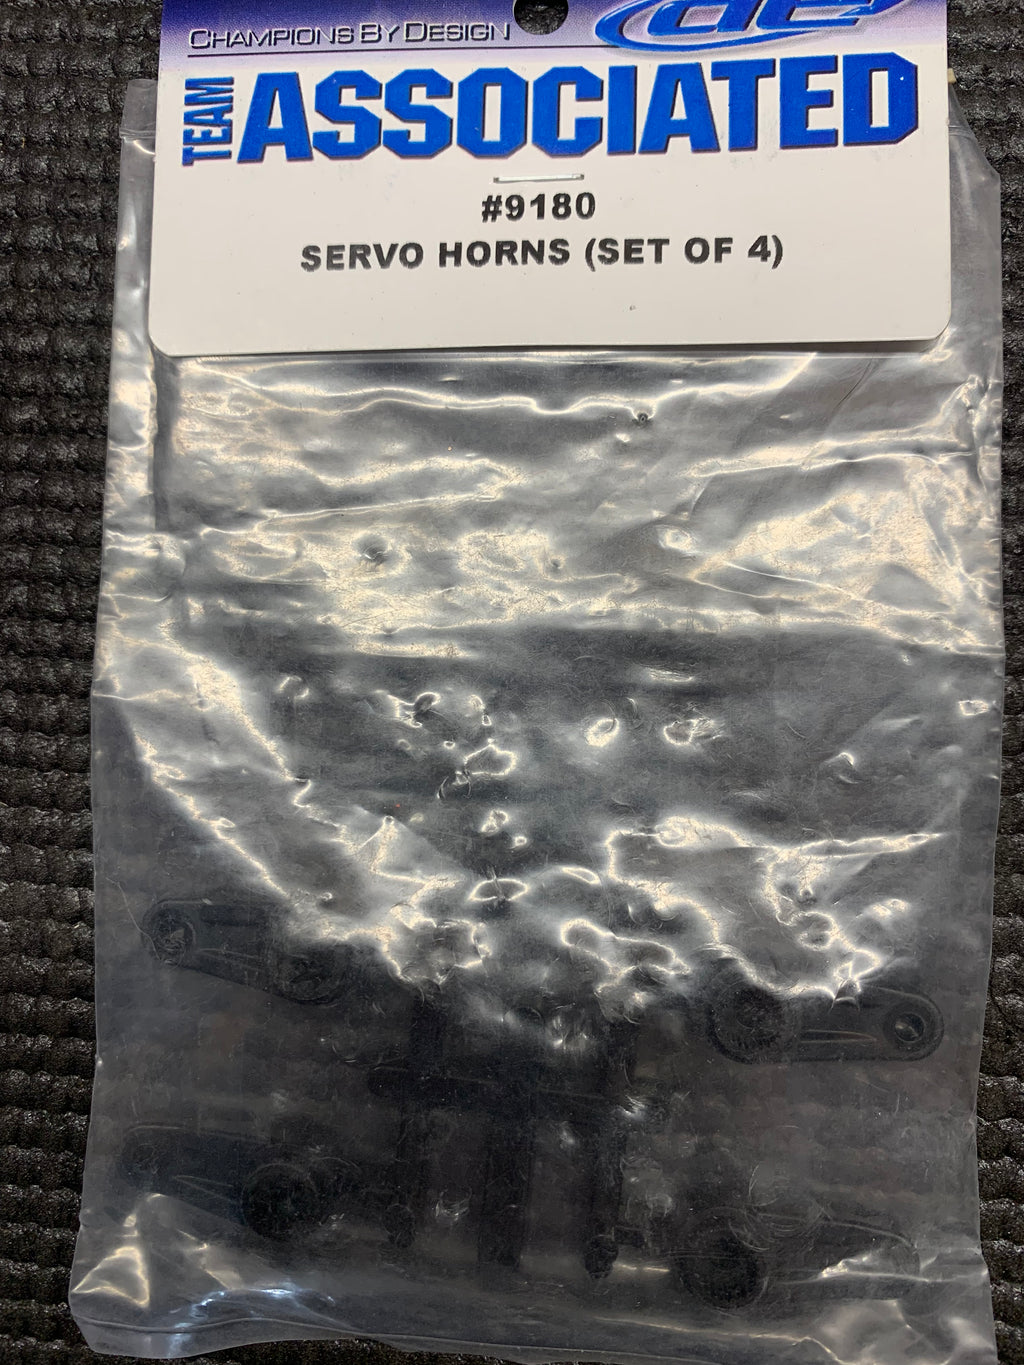 CHAMPIONS BY DESIGN
TEAM ASSOCIATED
#9180
SERVO HORNS (SET OF 4)